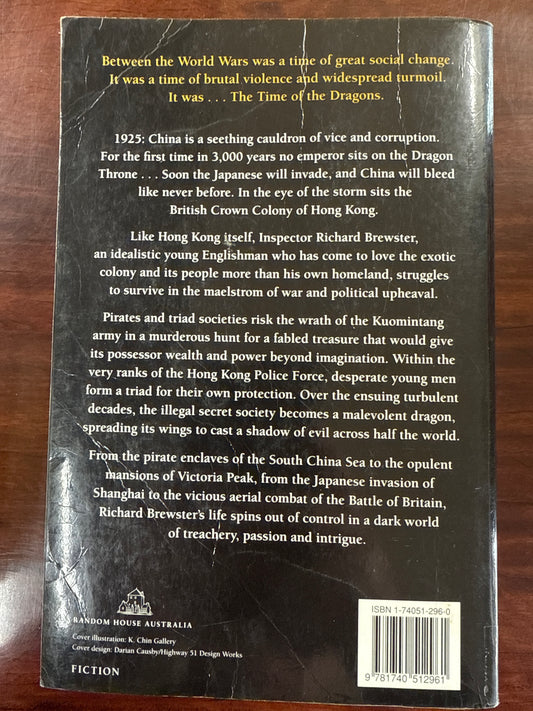 Between the World Wars was a time of great social change.
It was a time of brutal violence and widespread turmoil.
It was . . . The Time of the Dragons.
1925: China is a seething cauldron of vice and corruption.
For the first time in 3,000 years no emperor sits on the Dragon
Throne . . . Soon the Japanese will invade, and China will bleed
like never before. In the eye of the storm sits the
British Crown Colony of Hong Kong.
Like Hong Kong itself, Inspector Richard Brewster,
an idealistic young Englishman who has come to love the exotic
colony and its people more than his own homeland, struggles
to survive in the maelstrom of war and political upheaval.
Pirates and triad societies risk the wrath of the Kuomintang
army in a murderous hunt for a fabled treasure that would give
its possessor wealth and power beyond imagination. Within the
very ranks of the Hong Kong Police Force, desperate young men
form a triad for their own protection. Over the ensuing turbulent
decades, the illegal secret society becomes a malevolent dragon,
spreading its wings to cast a shadow of evil across half the world.
From the pirate enclaves of the South China Sea to the opulent
mansions of Victoria Peak, from the Japanese invasion of
Shanghai to the vicious aerial combat of the Battle of Britain,
Richard Brewster's life spins out of control in a dark world
of treachery, passion and intrigue.
RANDOM HOUSE AUSTRALIA
Cover illustration: K. Chin Gallery
Cover design: Darian Causby/Highway 51 Design Works
FICTION
ISBN 1-74051-296-0
9 781740 512961